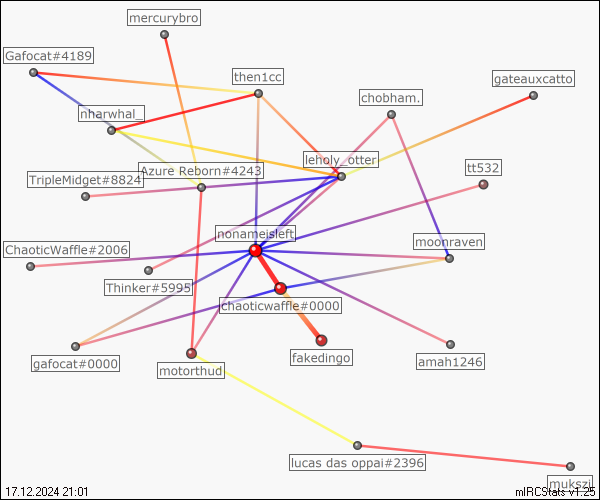 mercurybro
Gafocat#4189
then1cc
gateauxcatto
chobham.
nharwhal_
leholy_otter
tt532
Azure Reborn#4243
TripleMidget#8824
nonamejsleft
moonraven
ChaoticWaffle#2006
Thinker#5995
chaoticwaffle#0000
fakedingo
gafocat#0000
amah1246
motorthud
lucas das oppai#2396
mukszi
17.12.2024 21:01
mIRCStats v1.25